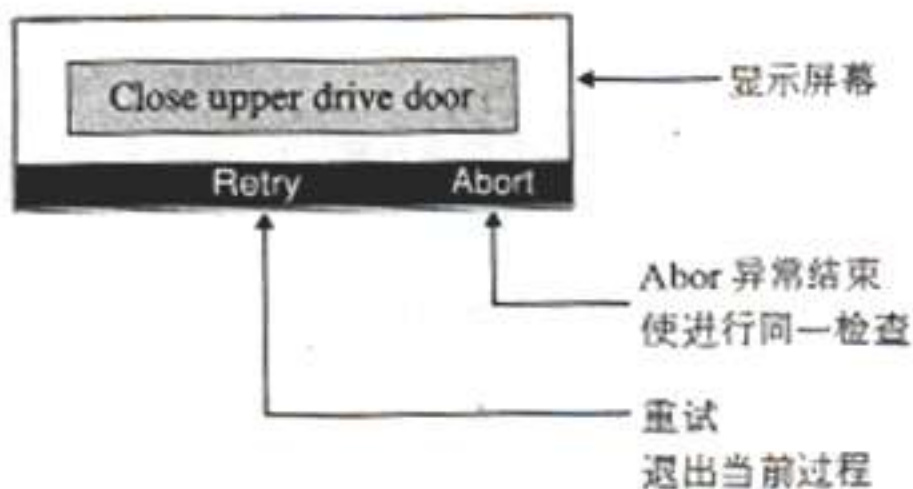 Close upper drive door
显示屏幕
Retry Abort
Abor 异常结束
使进行同一检查
重试
退出当前过程